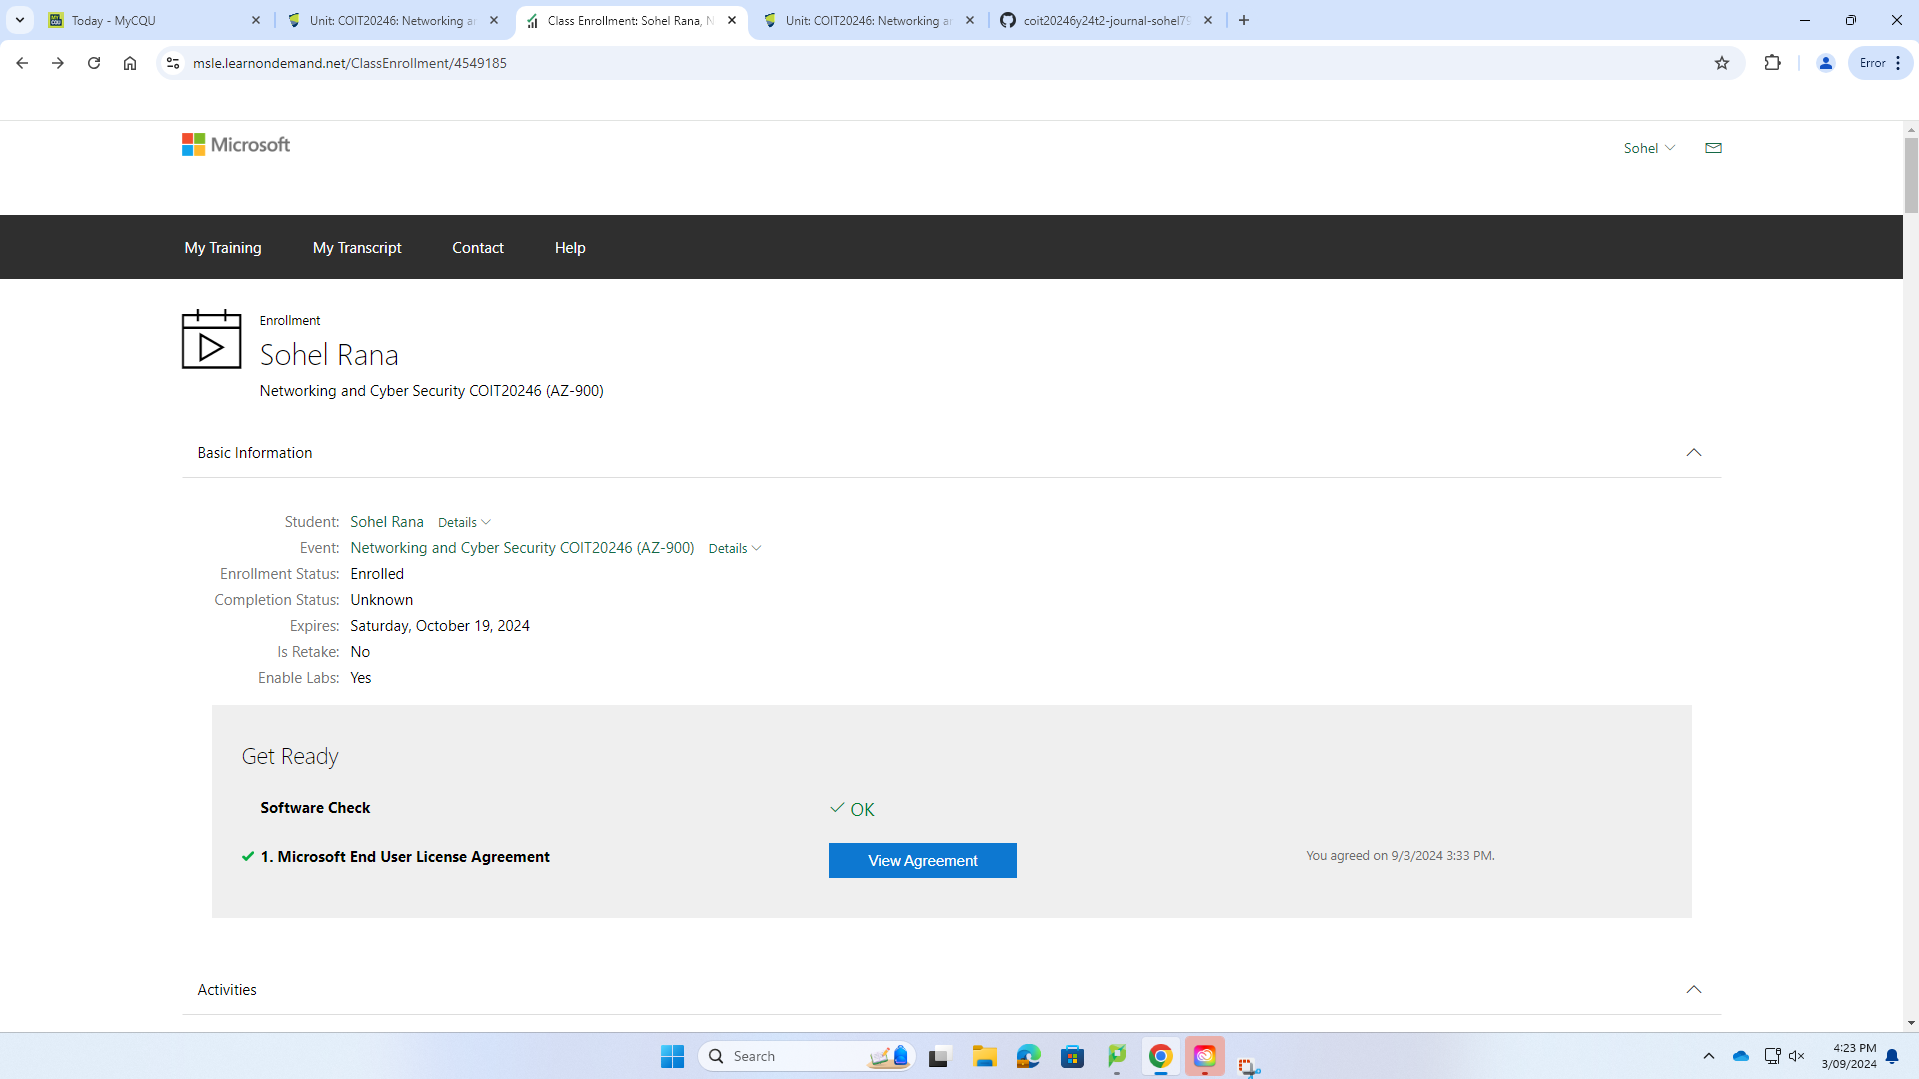 Today - MyCQU
Unit: COIT20246: Networking a
Class Enrollment: Sohel Rana, N
Unit: COIT20246: Networking a
coit20246y24t2-journal-sohel79
msle.learnondemand.net/ClassEnrollment/4549185
Error
Microsoft
Sohel
My Training
My Transcript
Contact
Help
Enrollment
Sohel Rana
Networking and Cyber Security COIT20246 (AZ-900)
Basic Information
Student: Sohel Rana Details
Event: Networking and Cyber Security COIT20246 (AZ-900) Details
Enrollment Status: Enrolled
Completion Status: Unknown
Expires: Saturday, October 19, 2024
Is Retake: No
Enable Labs: Yes
Get Ready
Software Check
OK
1. Microsoft End User License Agreement
View Agreement
You agreed on 9/3/2024 3:33 PM.
Activities
Search
4:23 PM
3/09/2024